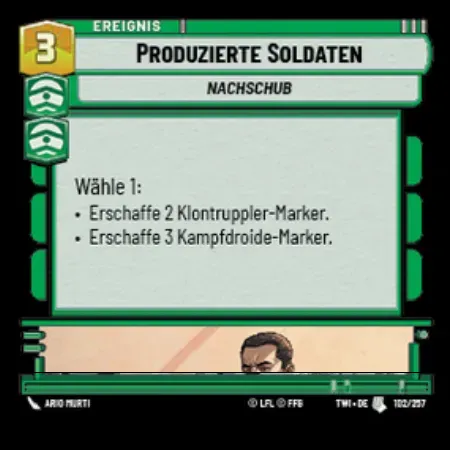 EREIGNIS
3
PRODUZIERTE SOLDATEN
NACHSCHUB
Wähle 1:
• Erschaffe 2 Klontruppler-Marker.
• Erschaffe 3 Kampfdroide-Marker.
ARIO MURTI
© LFL © FFG
TWI • DE
102/257